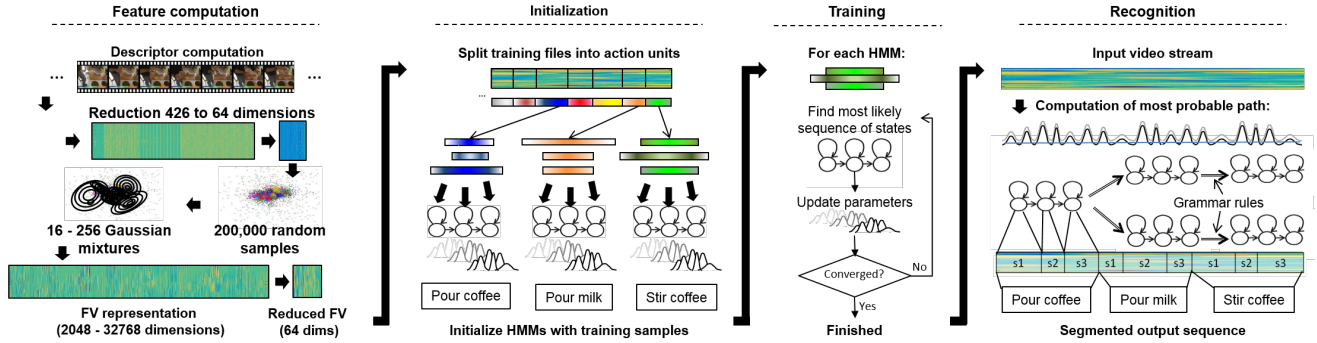 Feature computation
Descriptor computation
...
...
Reduction 426 to 64 dimensions
16 - 256 Gaussian
mixtures
200,000 random
samples
FV representation
(2048 - 32768 dimensions)
Reduced FV
(64 dims)
Initialization
Split training files into action units
...
Pour coffee
Pour milk
Stir coffee
Initialize HMMs with training samples
Training
For each HMM:
Find most likely
sequence of states
Update parameters
Converged?
No
Yes
Finished
Recognition
Input video stream
Computation of most probable path:
Grammar rules
s1 s2 s3 s1 s2 s3 s1 s2 s3
Pour coffee
Pour milk
Stir coffee
Segmented output sequence